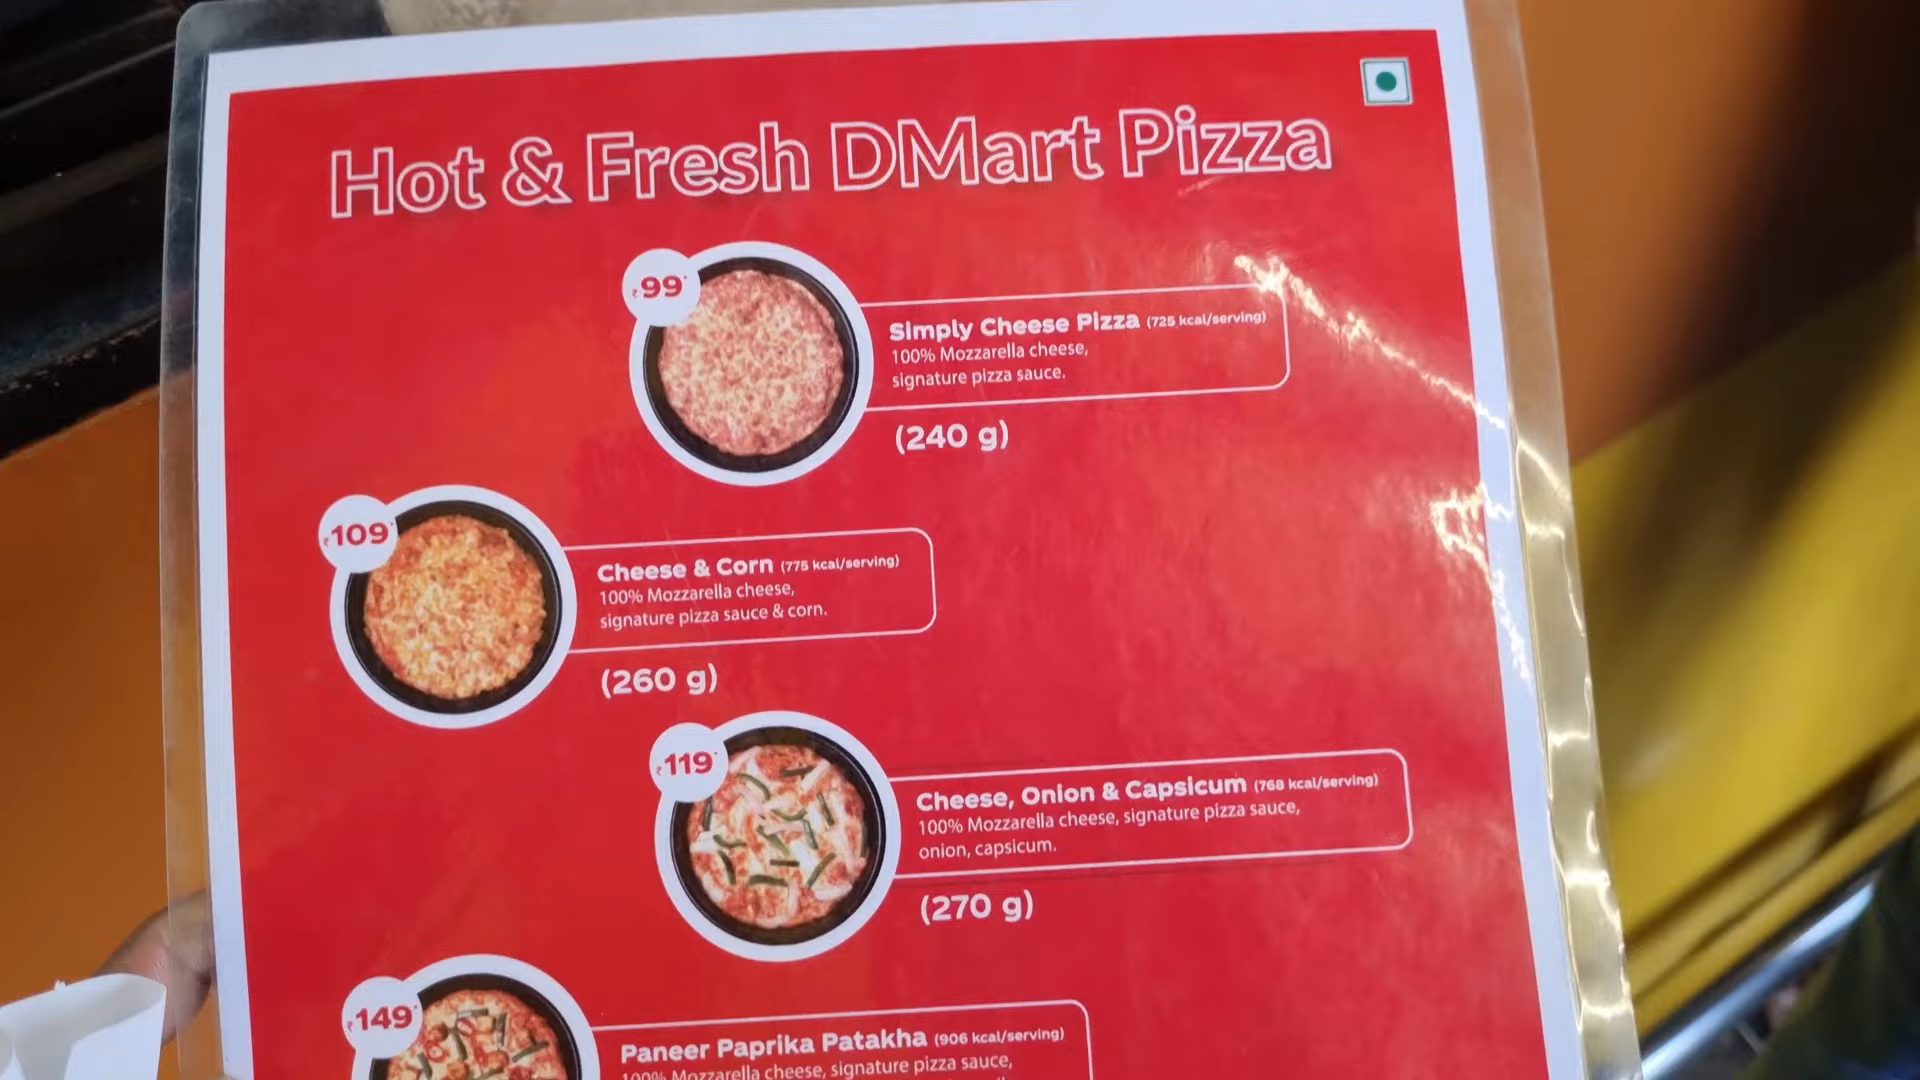 Hot & Fresh DMart Pizza
₹99*
Simply Cheese Pizza (725 kcal/serving)
100% Mozzarella cheese,
signature pizza sauce.
(240 g)
₹109*
Cheese & Corn (775 kcal/serving)
100% Mozzarella cheese,
signature pizza sauce & corn.
(260 g)
₹119*
Cheese, Onion & Capsicum (768 kcal/serving)
100% Mozzarella cheese, signature pizza sauce,
onion, capsicum.
(270 g)
₹149*
Paneer Paprika Patakha (906 kcal/serving)
100% Mozzarella cheese, signature pizza sauce,